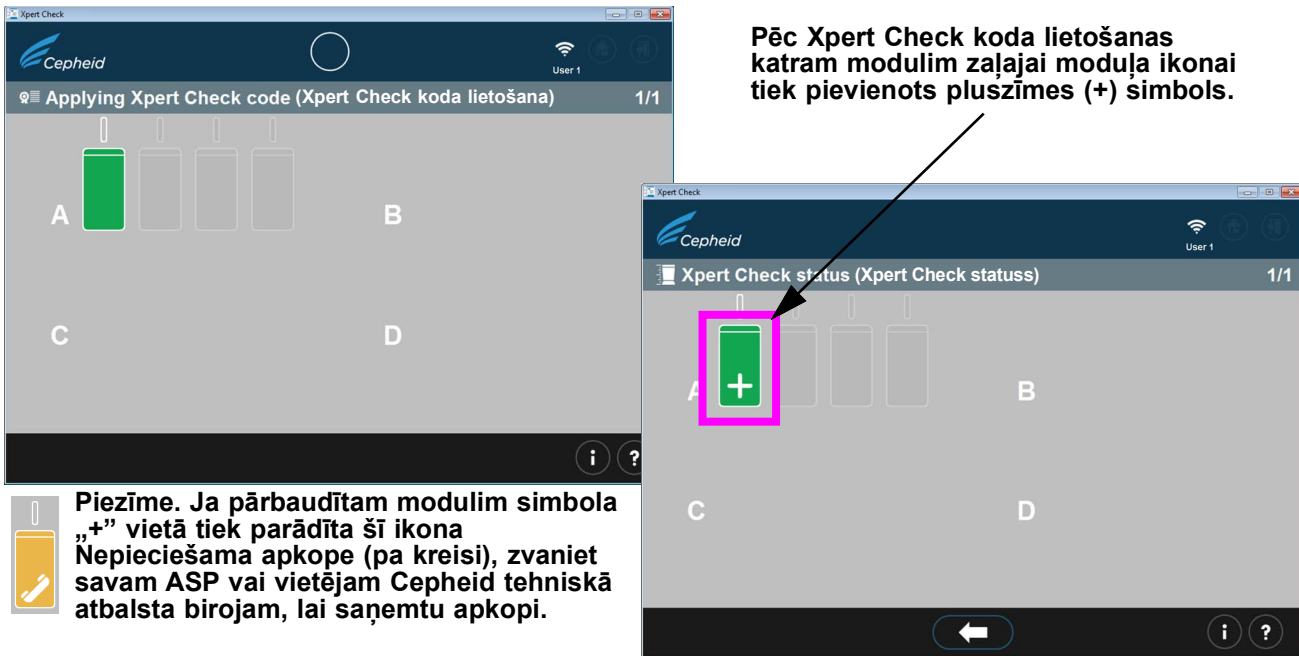 Xpert Check
Cepheid
User 1
Applying Xpert Check code (Xpert Check koda lietošana) 1/1
A
B
C
D
i ?
Pēc Xpert Check koda lietošanas
katram modulim zaļajai moduļa ikonai
tiek pievienots pluszīmes (+) simbols.
Xpert Check
Cepheid
User 1
Xpert Check status (Xpert Check statuss) 1/1
A
+
B
C
D
i ?
Piezīme. Ja pārbaudītam modulim simbola
„+” vietā tiek parādīta šī ikona
Nepieciešama apkope (pa kreisi), zvaniet
savam ASP vai vietējam Cepheid tehniskā
atbalsta birojam, lai saņemtu apkopi.